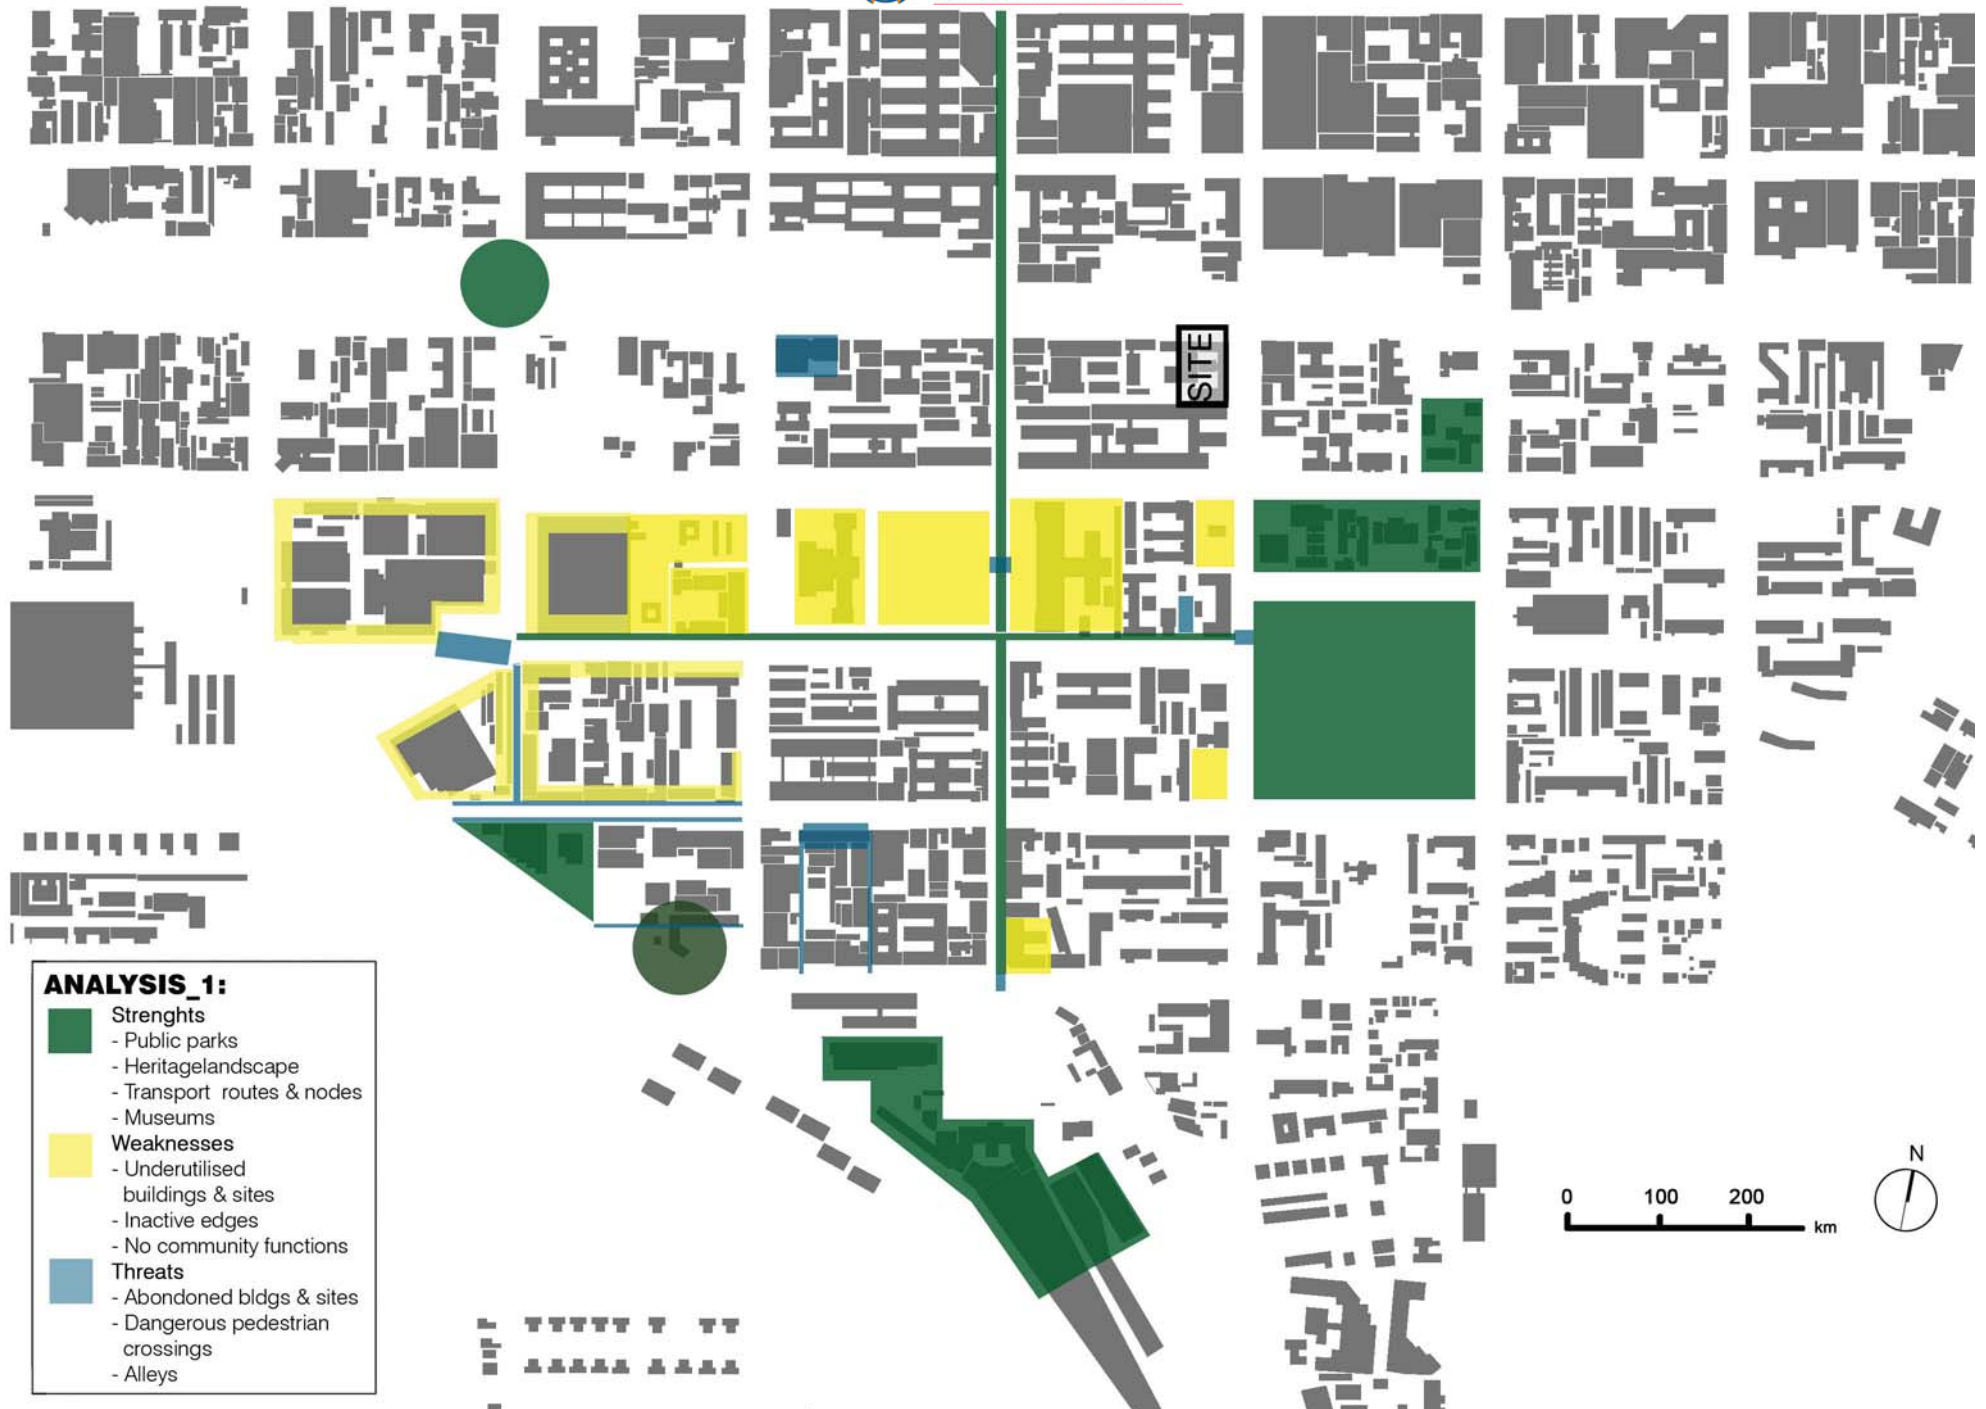 SITE
ANALYSIS_1:
Strenghts
- Public parks
- Heritagelandscape
- Transport routes & nodes
- Museums
Weaknesses
- Underutilised
buildings & sites
- Inactive edges
- No community functions
Threats
- Abondoned bldgs & sites
- Dangerous pedestrian
crossings
- Alleys
N
0 100 200
km